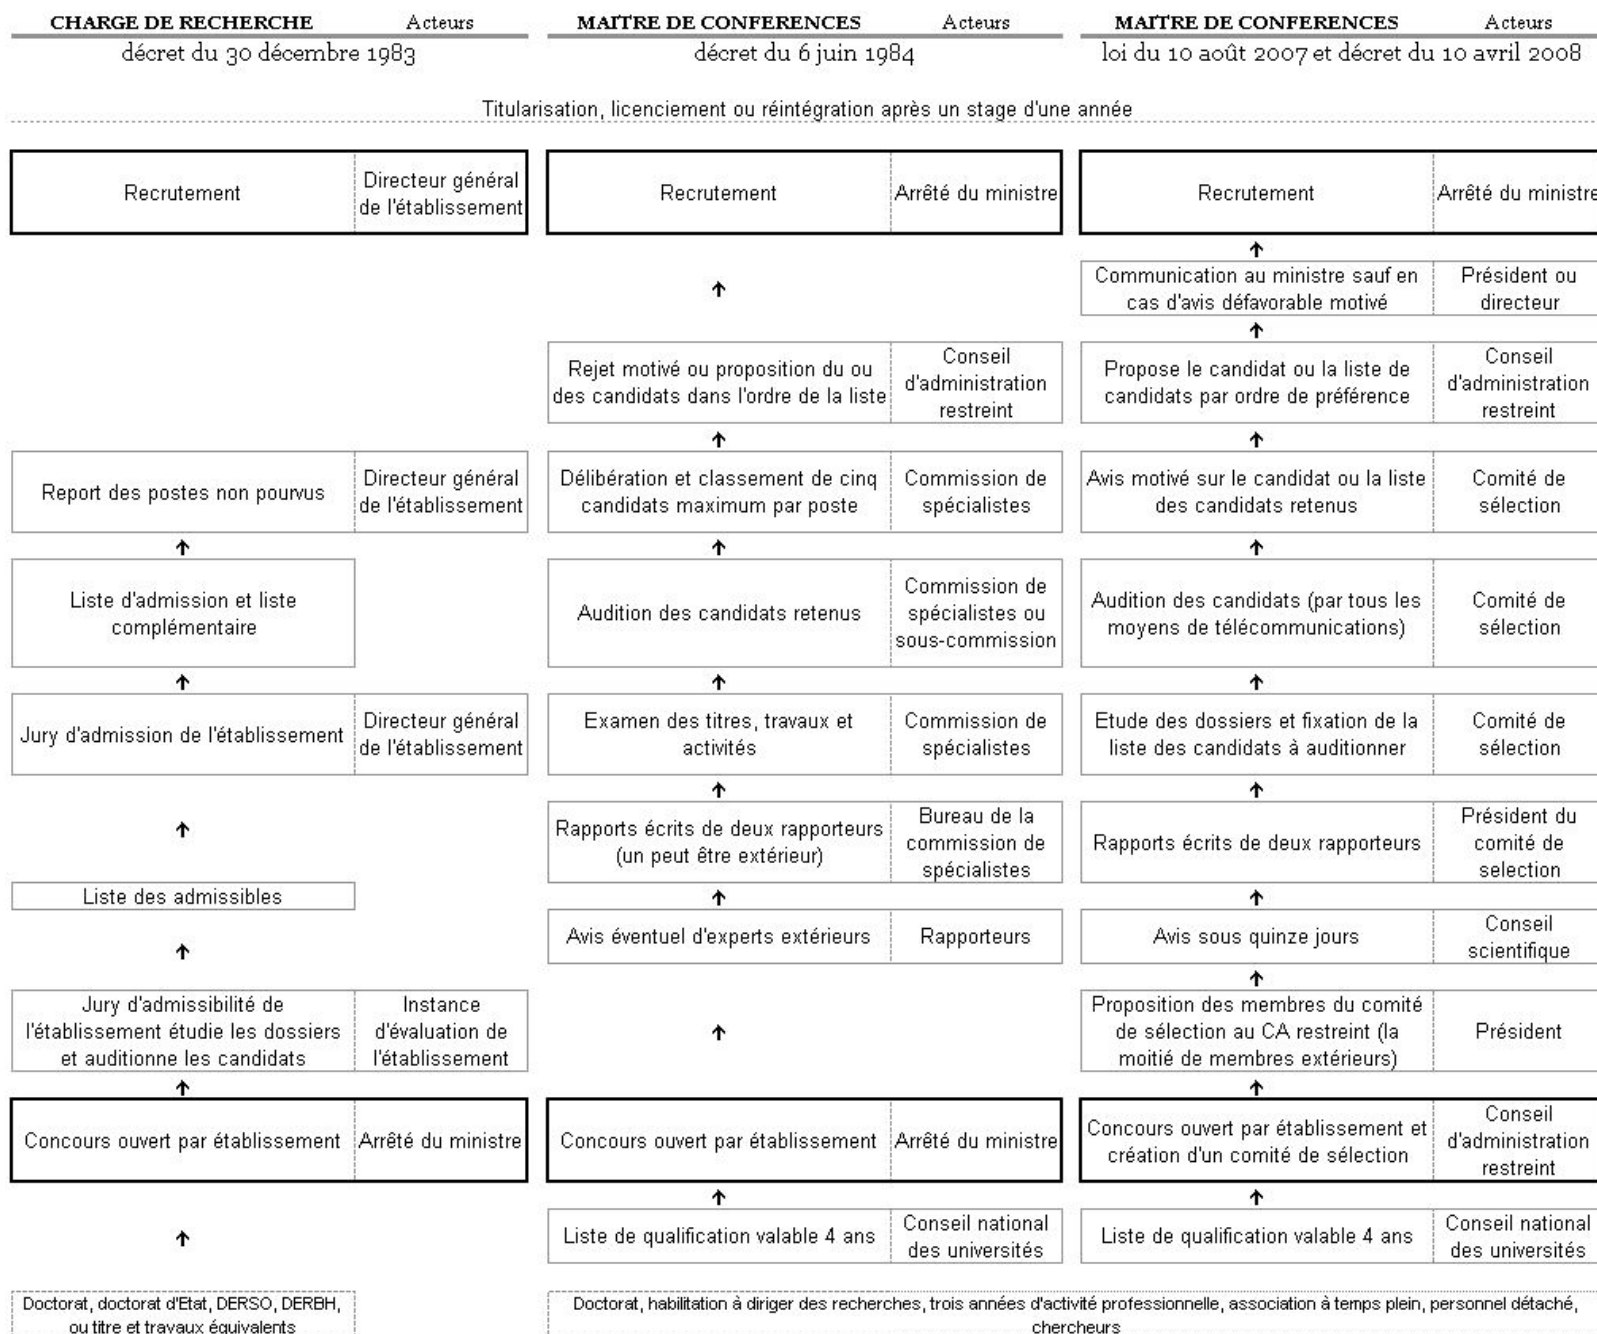 CHARGE DE RECHERCHE Acteurs
décret du 30 décembre 1983
MAITRE DE CONFERENCES Acteurs
décret du 6 juin 1984
MAITRE DE CONFERENCES Acteurs
loi du 10 août 2007 et décret du 10 avril 2008
Titularisation, licenciement ou réintégration après un stage d'une année
Recrutement
Directeur général
de l'établissement
Recrutement
Arrêté du ministre
Recrutement
Arrêté du ministre
Communication au ministre sauf en
cas d'avis défavorable motivé
Président ou
directeur
Rejet motivé ou proposition du ou
des candidats dans l'ordre de la liste
Conseil
d'administration
restreint
Propose le candidat ou la liste de
candidats par ordre de préférence
Conseil
d'administration
restreint
Report des postes non pourvus
Directeur général
de l'établissement
Délibération et classement de cinq
candidats maximum par poste
Commission de
spécialistes
Avis motivé sur le candidat ou la liste
des candidats retenus
Comité de
sélection
Liste d'admission et liste
complémentaire
Audition des candidats retenus
Commission de
spécialistes ou
sous-commission
Audition des candidats (par tous les
moyens de télécommunications)
Comité de
sélection
Jury d'admission de l'établissement
Directeur général
de l'établissement
Examen des titres, travaux et
activités
Commission de
spécialistes
Etude des dossiers et fixation de la
liste des candidats à auditionner
Comité de
sélection
Rapports écrits de deux rapporteurs
(un peut être extérieur)
Bureau de la
commission de
spécialistes
Rapports écrits de deux rapporteurs
Président du
comité de
selection
Liste des admissibles
Avis éventuel d'experts extérieurs
Rapporteurs
Avis sous quinze jours
Conseil
scientifique
Jury d'admissibilité de
l'établissement étudie les dossiers
et auditionne les candidats
Instance
d'évaluation de
l'établissement
Proposition des membres du comité
de sélection au CA restreint (la
moitié de membres extérieurs)
Président
Concours ouvert par établissement
Arrêté du ministre
Concours ouvert par établissement
Arrêté du ministre
Concours ouvert par établissement et
création d'un comité de sélection
Conseil
d'administration
restreint
Liste de qualification valable 4 ans
Conseil national
des universités
Liste de qualification valable 4 ans
Conseil national
des universités
Doctorat, doctorat d'Etat, DERSO, DERBH,
ou titre et travaux équivalents
Doctorat, habilitation à diriger des recherches, trois années d'activité professionnelle, association à temps plein, personnel détaché,
chercheurs